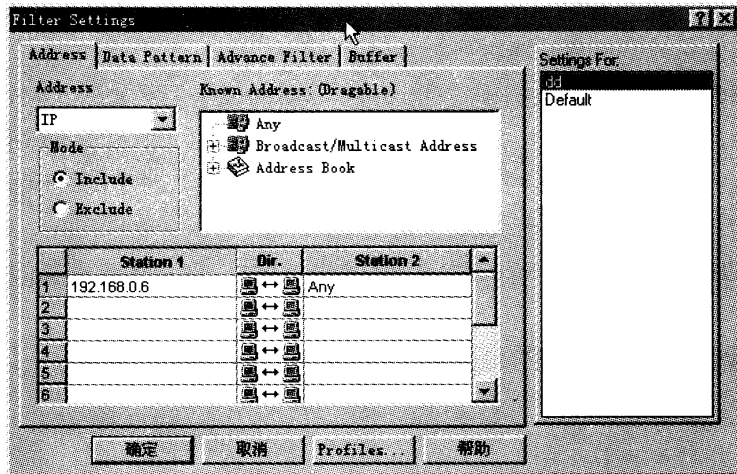 Filter Settings
Address Data Pattern Advance Filter Buffer
Address
IP
Mode
Include
Exclude
Known Address: (Dragable)
Any
Broadcast/Multicast Address
Address Book
Station 1 Dir. Station 2
1 192.168.0.6 Any
2
3
4
5
6
Settings For:
dd
Default
确定 取消 Profiles... 帮助